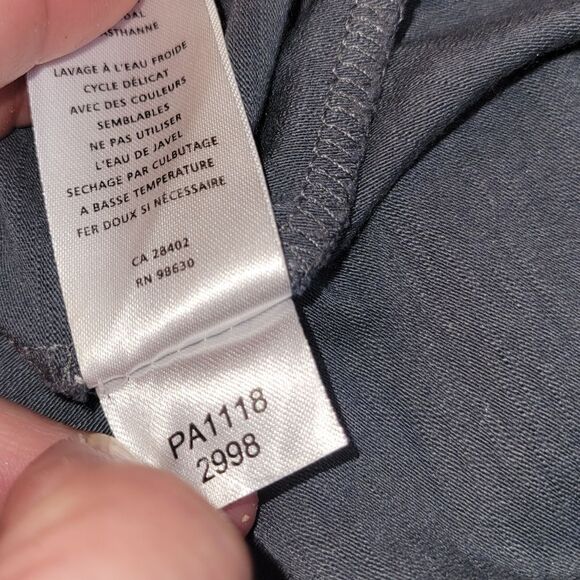 LAVAGE À L'EAU FROIDE
CYCLE DÉLICAT
AVEC DES COULEURS
SEMBLABLES
NE PAS UTILISER
L'EAU DE JAVEL
SECHAGE PAR CULBUTAGE
A BASSE TEMPERATURE
FER DOUX SI NÉCESSAIRE
CA 28402
RN 98630
PA1118
2998